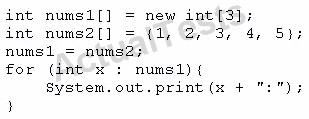 int nums1[] = new int[3];
int nums2[] = {1, 2, 3, 4, 5};
nums1 = nums2;
for (int x : nums1){
    System.out.print(x + ":");
}
ActualTests